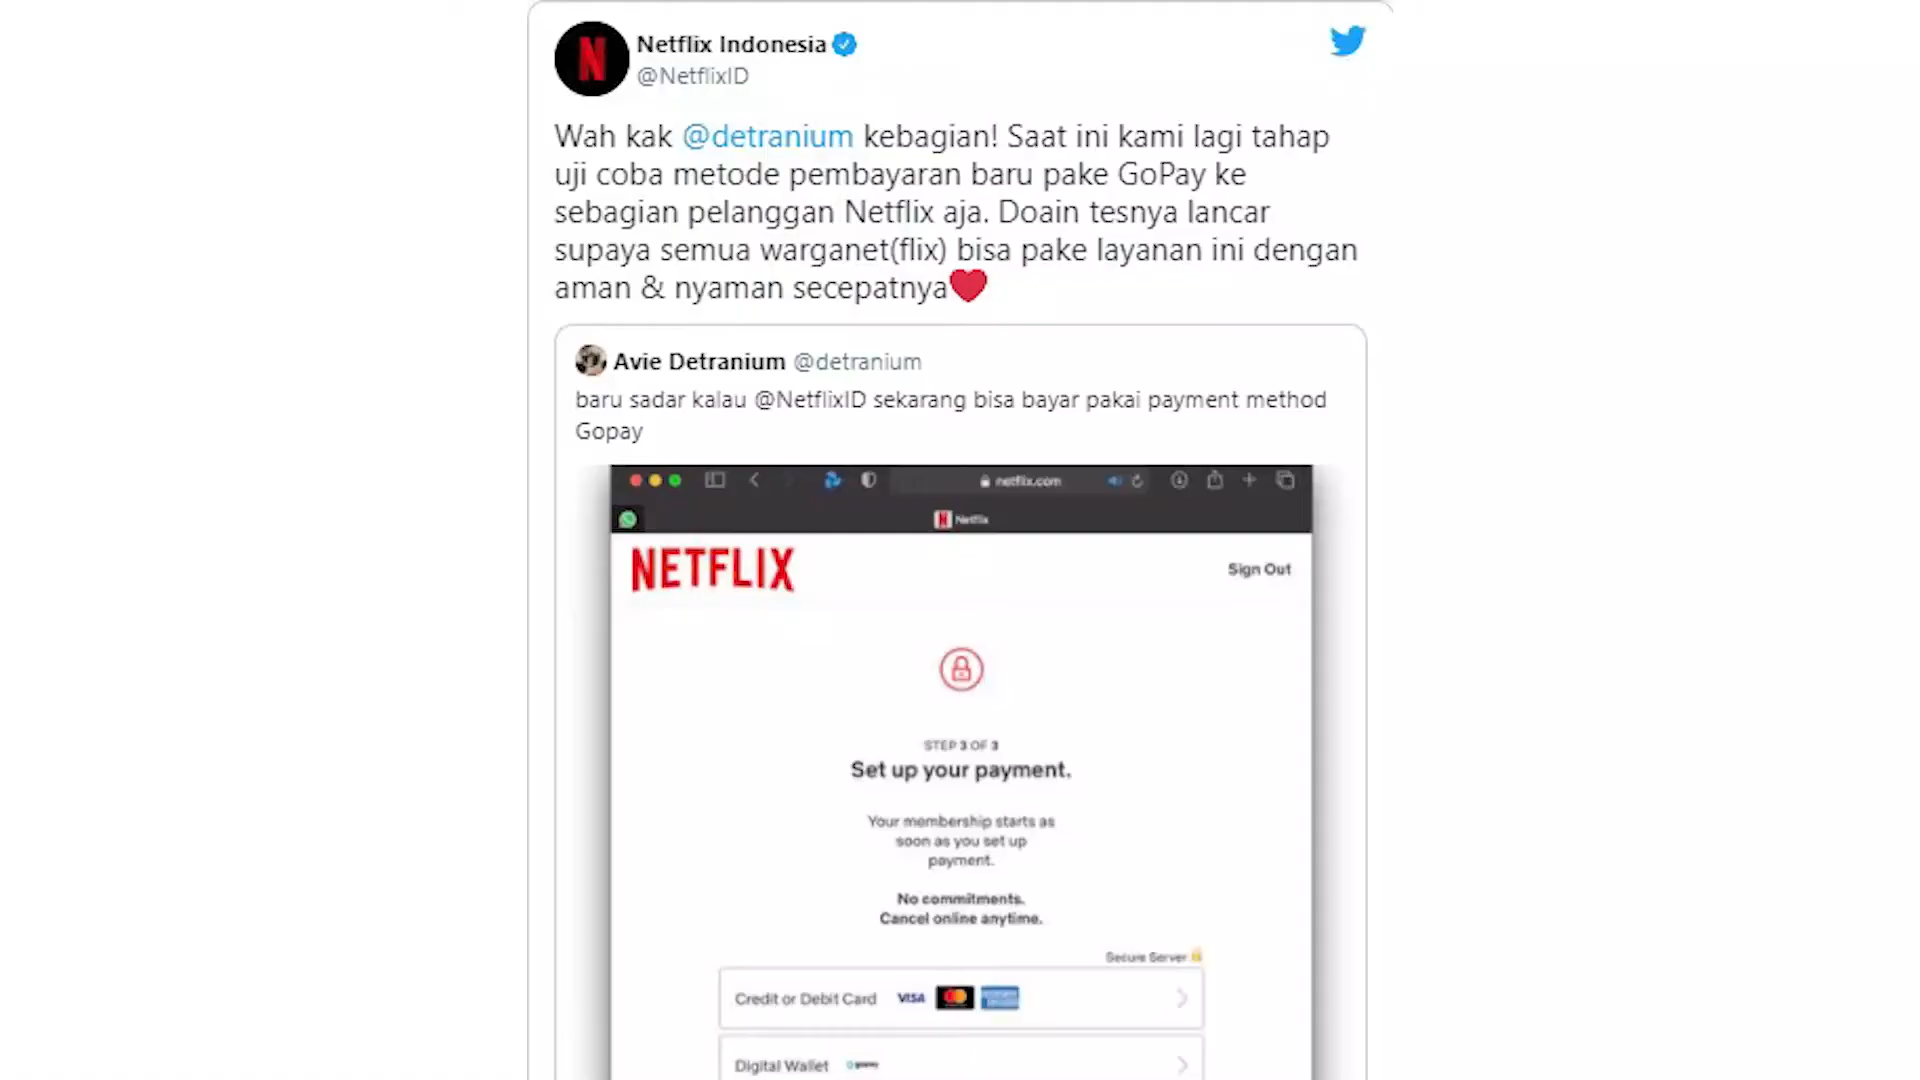 Netflix Indonesia
@NetflixID
Wah kak @detranium kebagian! Saat ini kami lagi tahap
uji coba metode pembayaran baru pake GoPay ke
sebagian pelanggan Netflix aja. Doain tesnya lancar
supaya semua warganet(flix) bisa pake layanan ini dengan
aman & nyaman secepatnya❤️
Avie Detranium @detranium
baru sadar kalau @NetflixID sekarang bisa bayar pakai payment method
Gopay
netflix.com
Netflix
NETFLIX
Sign Out
STEP 3 OF 3
Set up your payment.
Your membership starts as
soon as you set up
payment.
No commitments.
Cancel online anytime.
Secure Server
Credit or Debit Card VISA
Digital Wallet gopay